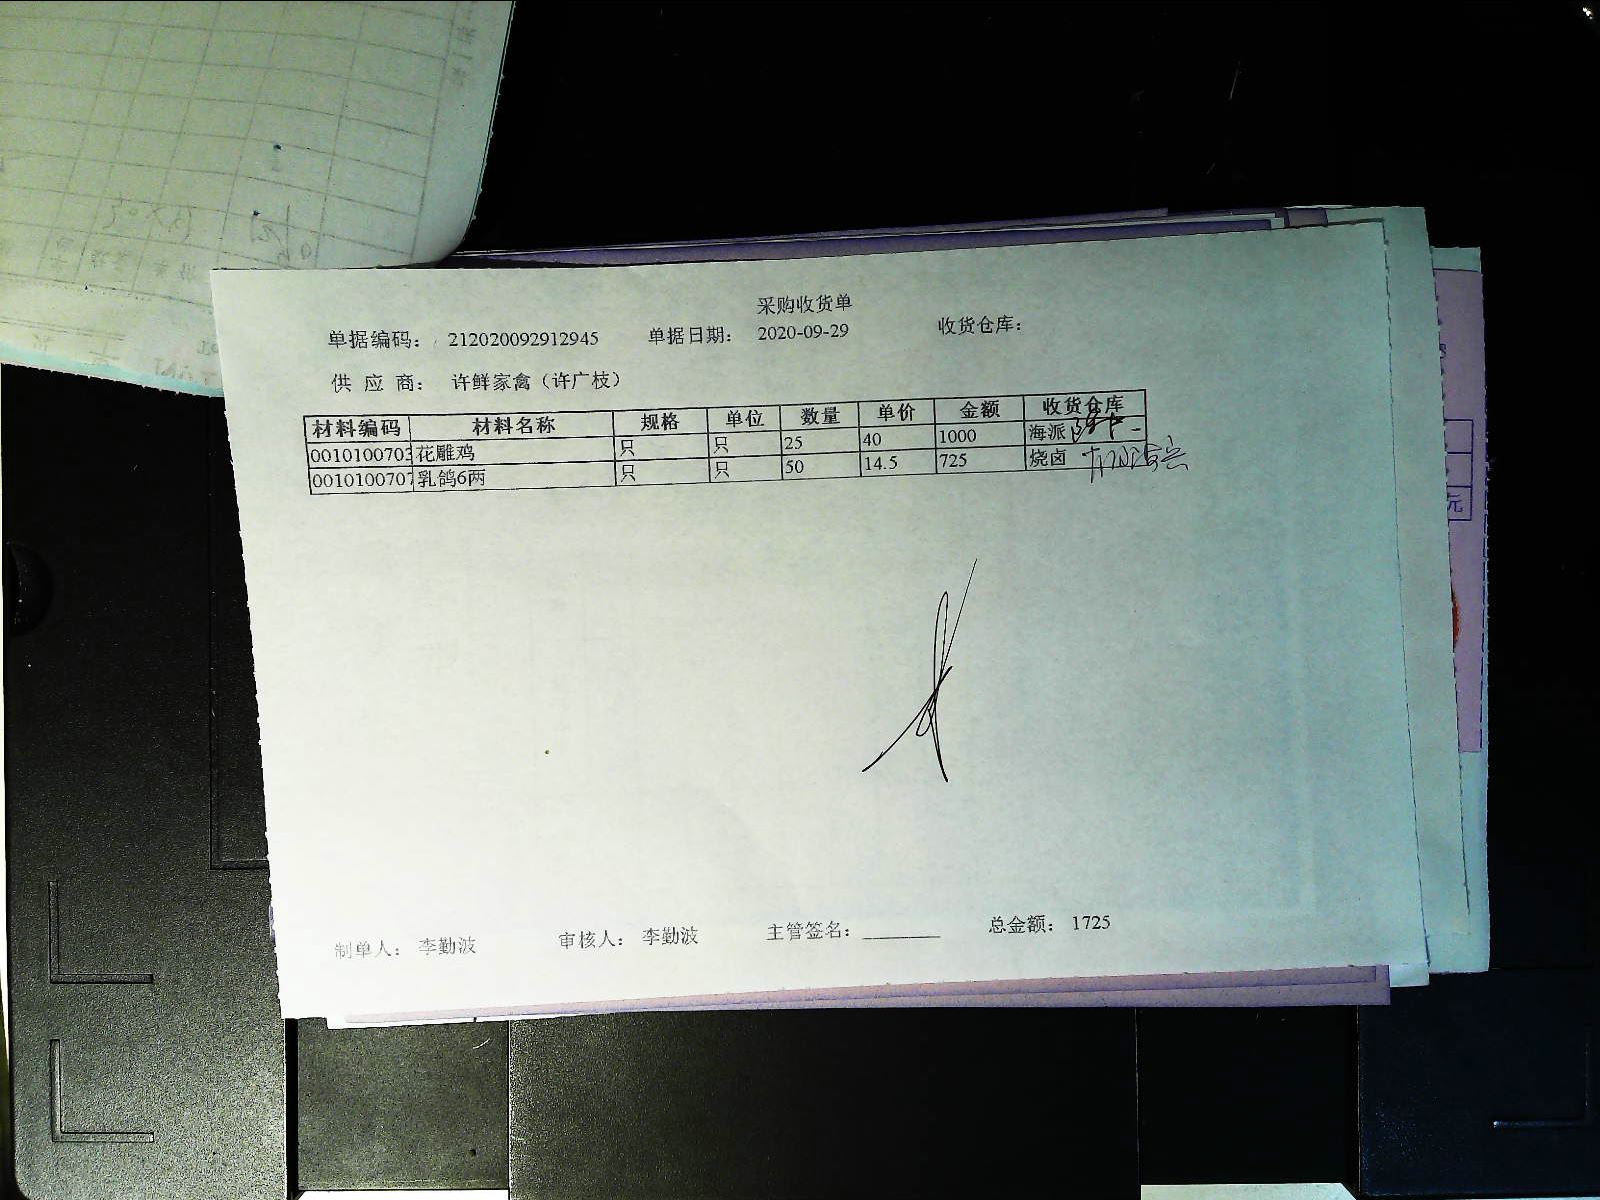 采购收货单
单据编码： 212020092912945 单据日期： 2020-09-29 收货仓库：
供 应 商： 许鲜家禽（许广枝）
材料编码 材料名称 规格 单位 数量 单价 金额 收货仓库
0010100703 花雕鸡 只 只 25 40 1000 海派
0010100707 乳鸽6两 只 只 50 14.5 725 烧卤
制单人： 李勤波 审核人： 李勤波 主管签名： 总金额： 1725
元